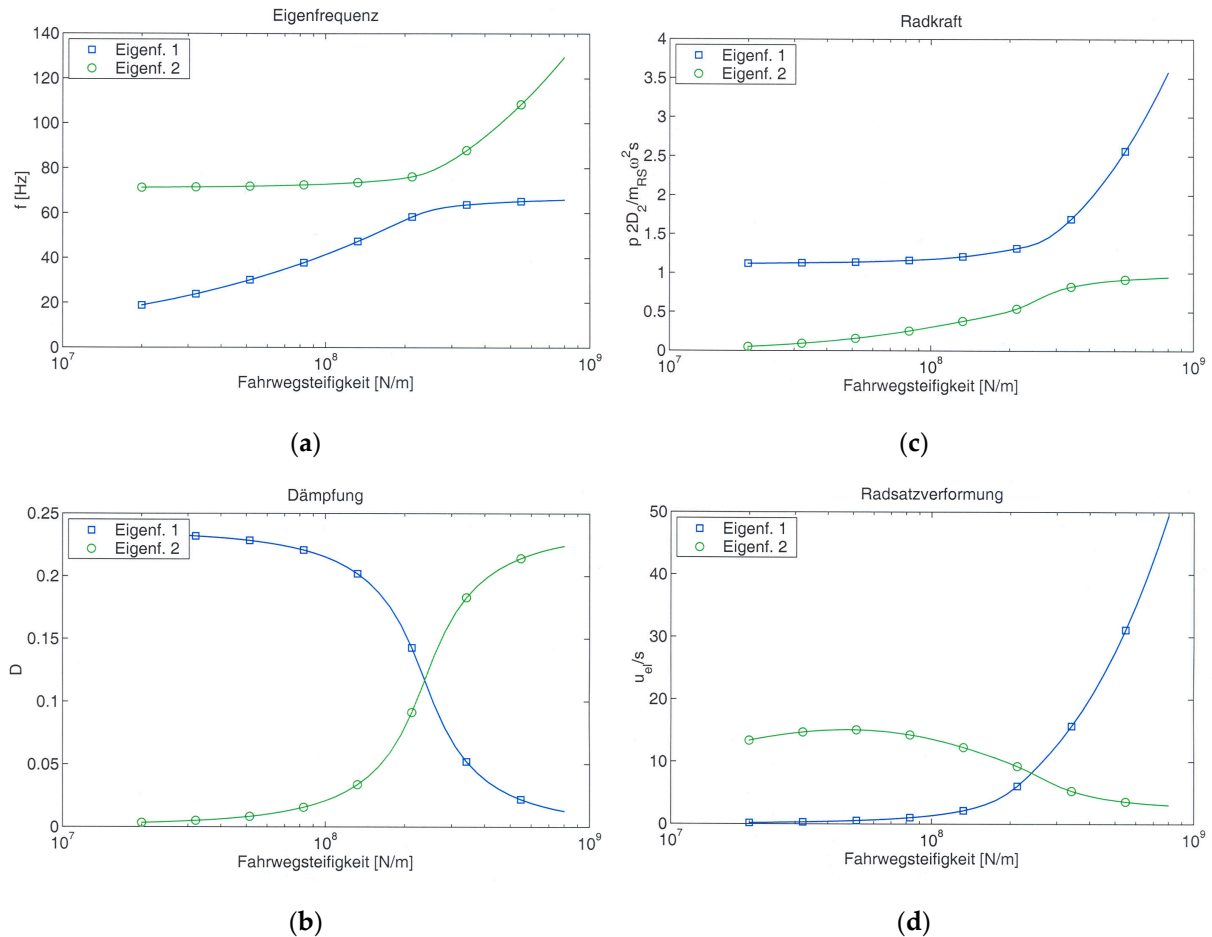 Eigenfrequenz
140
120
100
80
60
40
20
0
f [Hz]
Eigenf. 1
Eigenf. 2
10^7
10^8
10^9
Fahrwegsteifigkeit [N/m]
(a)
Radkraft
4
3.5
3
2.5
2
1.5
1
0.5
0
p 2D_2/m_RSω^2s
Eigenf. 1
Eigenf. 2
10^7
10^8
10^9
Fahrwegsteifigkeit [N/m]
(c)
Dämpfung
0.25
0.2
0.15
0.1
0.05
0
D
Eigenf. 1
Eigenf. 2
10^7
10^8
10^9
Fahrwegsteifigkeit [N/m]
(b)
Radsatzverformung
50
40
30
20
10
0
u_el/s
Eigenf. 1
Eigenf. 2
10^7
10^8
10^9
Fahrwegsteifigkeit [N/m]
(d)